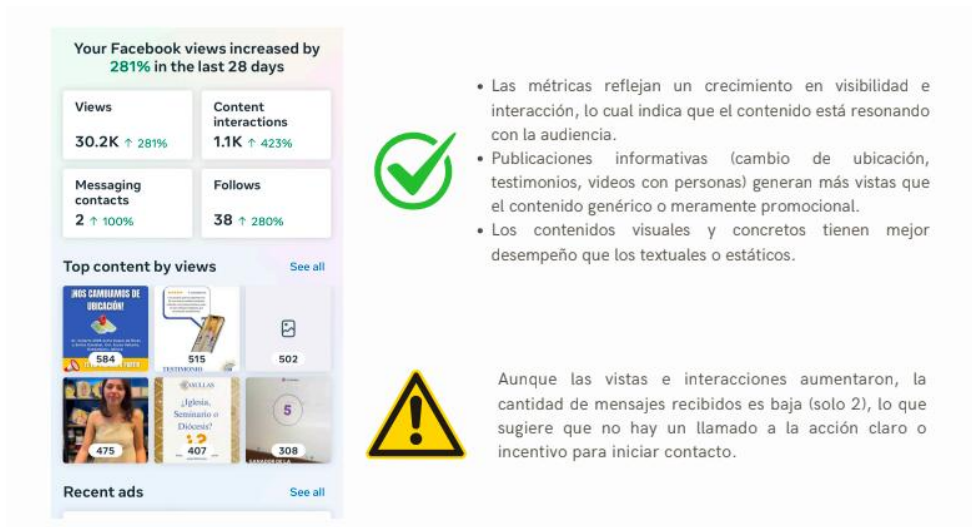 Your Facebook views increased by
281% in the last 28 days
Views
30.2K ↑ 281%
Content
interactions
1.1K ↑ 423%
Messaging
contacts
2 ↑ 100%
Follows
38 ↑ 280%
Top content by views
See all
¡NOS CAMBIAMOS DE
UBICACIÓN!
584
515
TESTIMONIO
502
475
¿Iglesia,
Seminario o
Diócesis?
407
5
308
Recent ads
See all
• Las métricas reflejan un crecimiento en visibilidad e
interacción, lo cual indica que el contenido está resonando
con la audiencia.
• Publicaciones informativas (cambio de ubicación,
testimonios, videos con personas) generan más vistas que
el contenido genérico o meramente promocional.
• Los contenidos visuales y concretos tienen mejor
desempeño que los textuales o estáticos.
Aunque las vistas e interacciones aumentaron, la
cantidad de mensajes recibidos es baja (solo 2), lo que
sugiere que no hay un llamado a la acción claro o
incentivo para iniciar contacto.